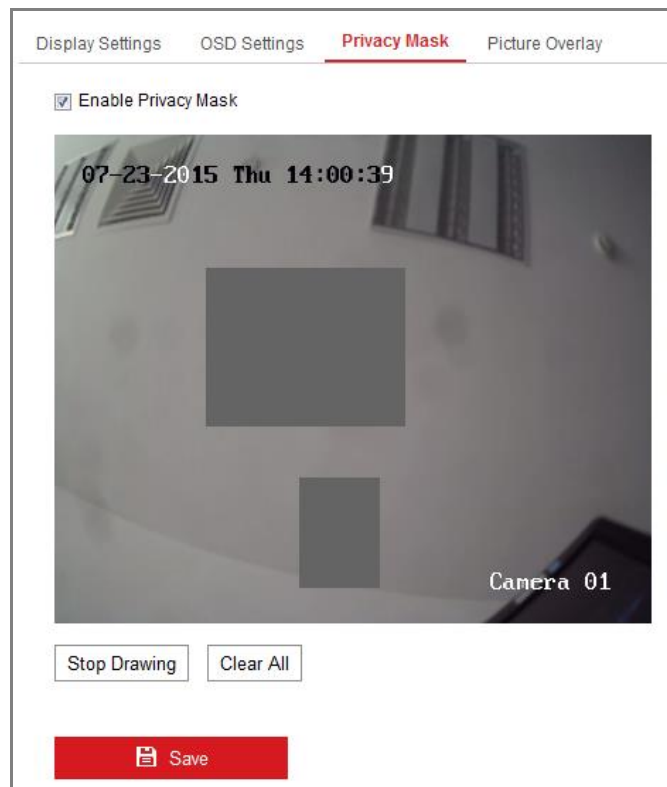 Display Settings OSD Settings Privacy Mask Picture Overlay
Enable Privacy Mask
07-23-2015 Thu 14:00:39
Camera 01
Stop Drawing Clear All
Save